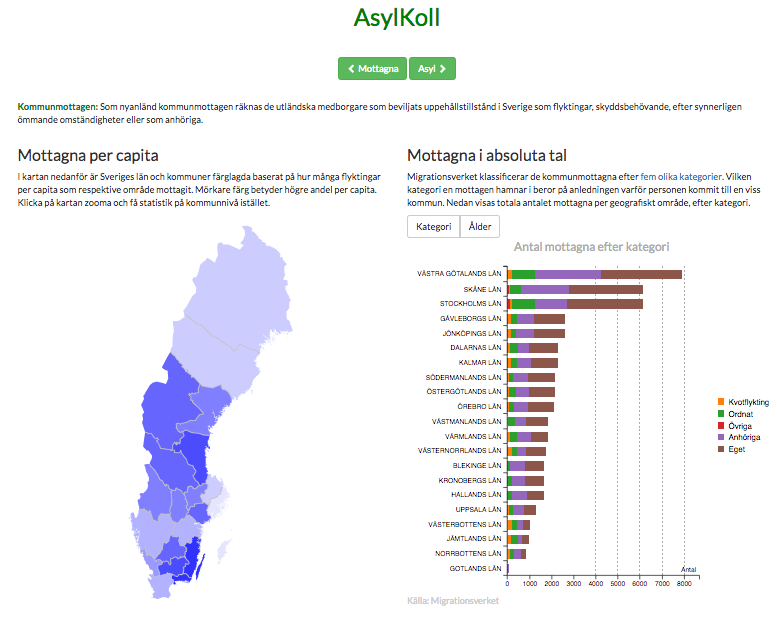 AsylKoll
Mottagna
Asyl
Kommunmottagen: Som nyanländ kommunmottagen räknas de utländska medborgare som beviljats uppehållstillstånd i Sverige som flyktingar, skyddsbehövande, efter synnerligen
ömmande omständigheter eller som anhöriga.
Mottagna per capita
I kartan nedanför är Sveriges län och kommuner färglagda baserat på hur många flyktingar
per capita som respektive område mottagit. Mörkare färg betyder högre andel per capita.
Klicka på kartan zooma och få statistik på kommunnivå istället.
Mottagna i absoluta tal
Migrationsverket klassificerar de kommunmottagna efter fem olika kategorier. Vilken
kategori en mottagen hamnar i beror på anledningen varför personen kommit till en viss
kommun. Nedan visas totala antalet mottagna per geografiskt område, efter kategori.
Kategori
Ålder
Antal mottagna efter kategori
VÄSTRA GÖTALANDS LÄN
SKÅNE LÄN
STOCKHOLMS LÄN
GÄVLEBORGS LÄN
JÖNKÖPINGS LÄN
DALARNAS LÄN
KALMAR LÄN
SÖDERMANLANDS LÄN
ÖSTERGÖTLANDS LÄN
ÖREBRO LÄN
VÄSTMANLANDS LÄN
VÄRMLANDS LÄN
VÄSTERNORRLANDS LÄN
BLEKINGE LÄN
KRONOBERGS LÄN
HALLANDS LÄN
UPPSALA LÄN
VÄSTERBOTTENS LÄN
JÄMTLANDS LÄN
NORRBOTTENS LÄN
GOTLANDS LÄN
Antal
0 1000 2000 3000 4000 5000 6000 7000 8000
Kvotflykting
Ordnat
Övriga
Anhöriga
Eget
Källa: Migrationsverket